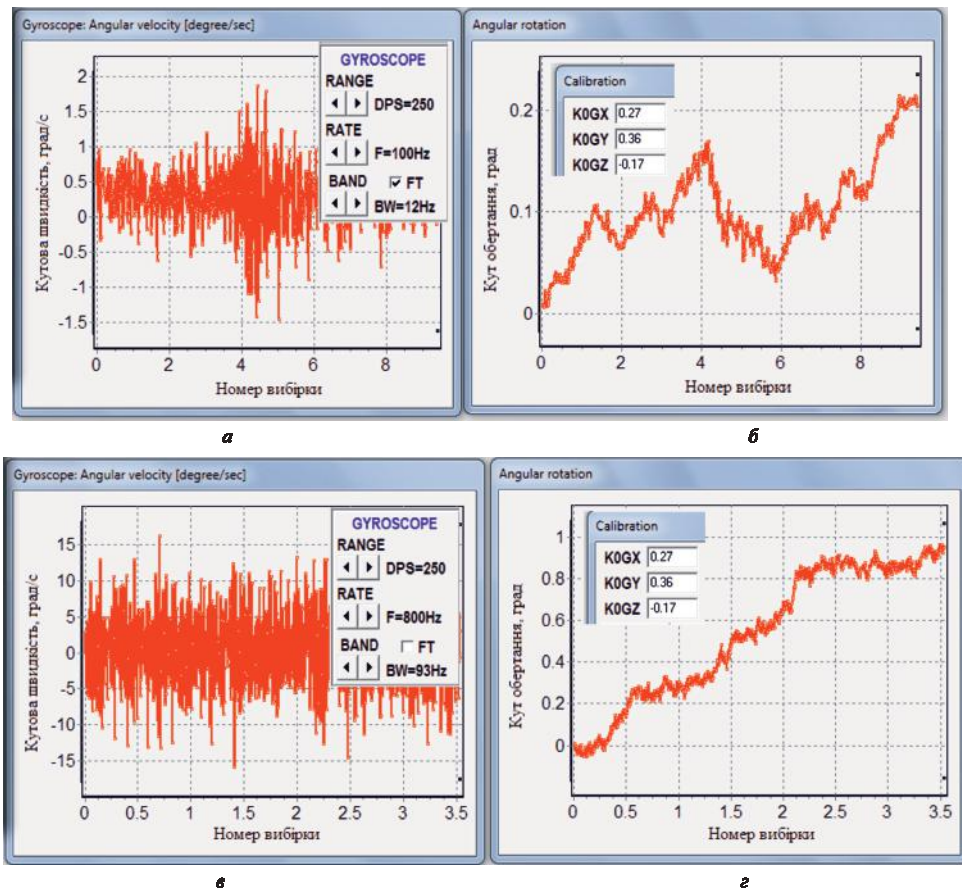 Gyroscope: Angular velocity [degree/sec]
Кутова швидкість, град/с
2
1.5
1
0.5
0
-0.5
-1
-1.5
0 2 4 6 8
Номер вибірки
GYROSCOPE
RANGE
DPS=250
RATE
F=100Hz
BAND FT
BW=12Hz
а
Angular rotation
Кут обертання, град
0.2
0.1
0
0 2 4 6 8
Номер вибірки
Calibration
K0GX 0.27
K0GY 0.36
K0GZ -0.17
б
Gyroscope: Angular velocity [degree/sec]
Кутова швидкість, град/с
15
10
5
0
-5
-10
-15
0 0.5 1 1.5 2 2.5 3 3.5
Номер вибірки
GYROSCOPE
RANGE
DPS=250
RATE
F=800Hz
BAND FT
BW=93Hz
в
Angular rotation
Кут обертання, град
1
0.8
0.6
0.4
0.2
0
0 0.5 1 1.5 2 2.5 3 3.5
Номер вибірки
Calibration
K0GX 0.27
K0GY 0.36
K0GZ -0.17
г